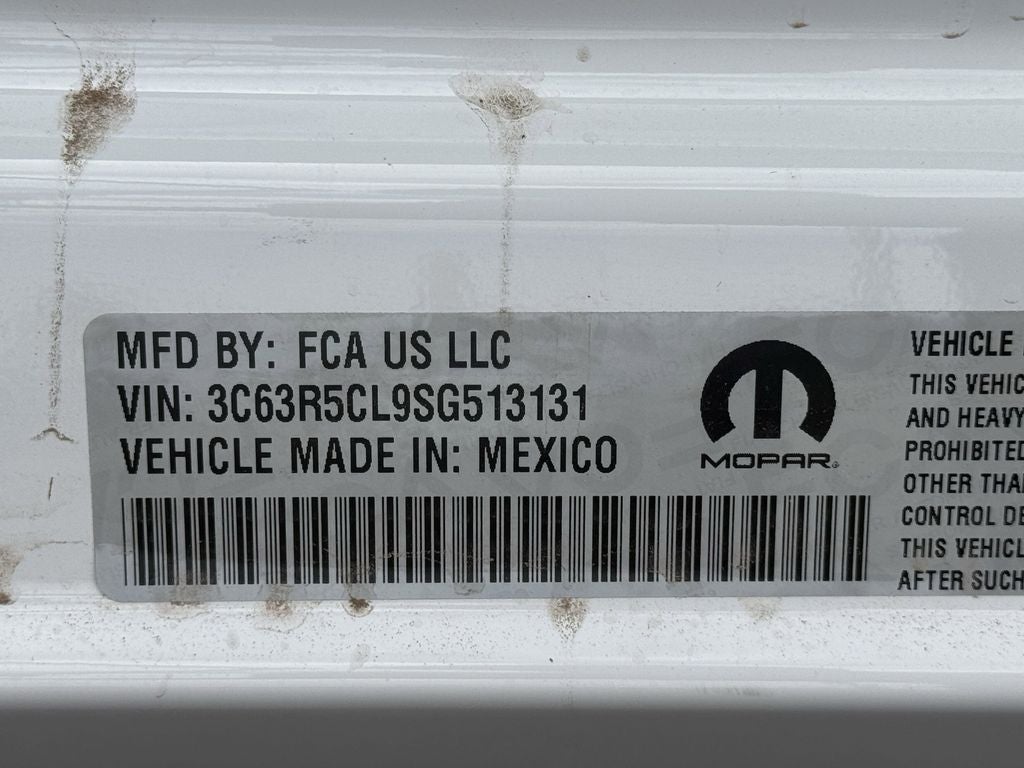 MFD BY: FCA US LLC
VIN: 3C63R5CL9SG513131
VEHICLE MADE IN: MEXICO
MOPAR®
VEHICLE
THIS VEHIC
AND HEAVY
PROHIBITED
OTHER THA
CONTROL DE
THIS VEHICL
AFTER SUCH